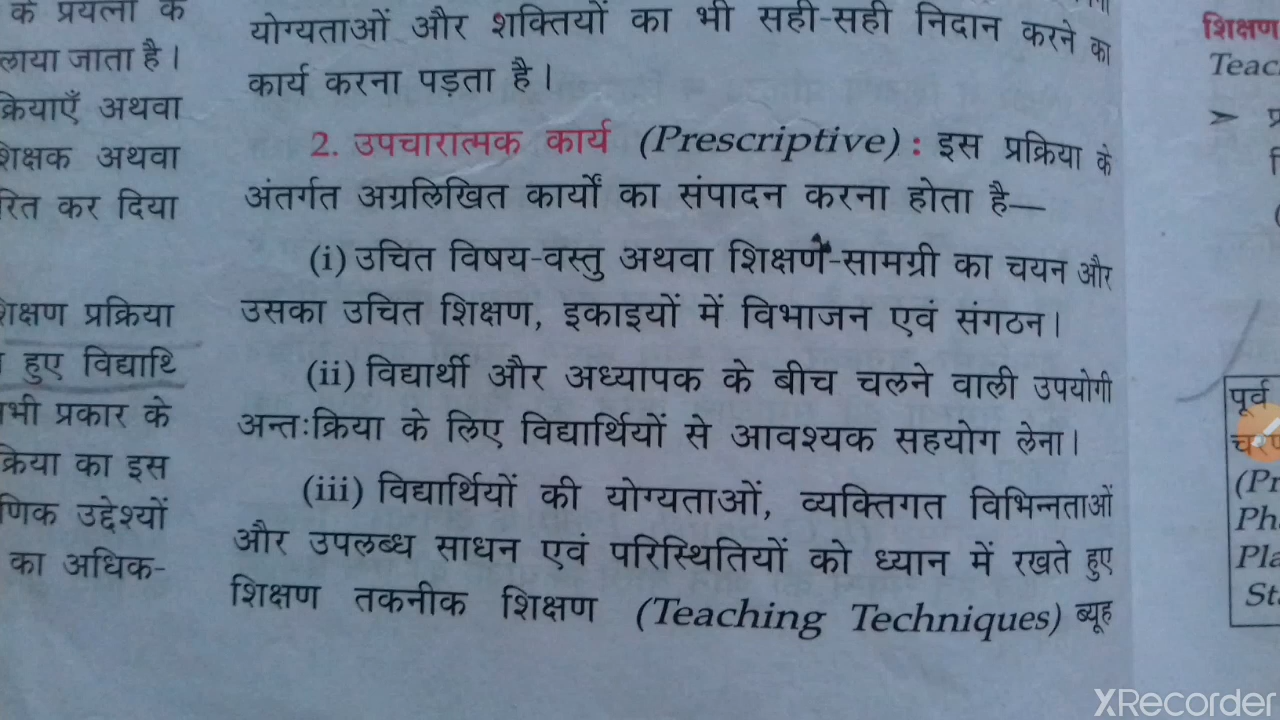 के प्रयत्नों के
लाया जाता है।
क्रियाएँ अथवा
शिक्षक अथवा
रित कर दिया
शिक्षण प्रक्रिया
हुए विद्यार्थि
भी प्रकार के
क्रिया का इस
णिक उद्देश्यों
का अधिक-
योग्यताओं और शक्तियों का भी सही-सही निदान करने का
कार्य करना पड़ता है।
2. उपचारात्मक कार्य (Prescriptive) : इस प्रक्रिया के
अंतर्गत अग्रलिखित कार्यों का संपादन करना होता है—
(i) उचित विषय-वस्तु अथवा शिक्षण-सामग्री का चयन और
उसका उचित शिक्षण, इकाइयों में विभाजन एवं संगठन।
(ii) विद्यार्थी और अध्यापक के बीच चलने वाली उपयोगी
अन्तःक्रिया के लिए विद्यार्थियों से आवश्यक सहयोग लेना।
(iii) विद्यार्थियों की योग्यताओं, व्यक्तिगत विभिन्नताओं
और उपलब्ध साधन एवं परिस्थितियों को ध्यान में रखते हुए
शिक्षण तकनीक शिक्षण (Teaching Techniques) ब्यूह
शिक्षण
Teac
➤
पूर्व
(Pr
Ph
Pla
St
XRecorder